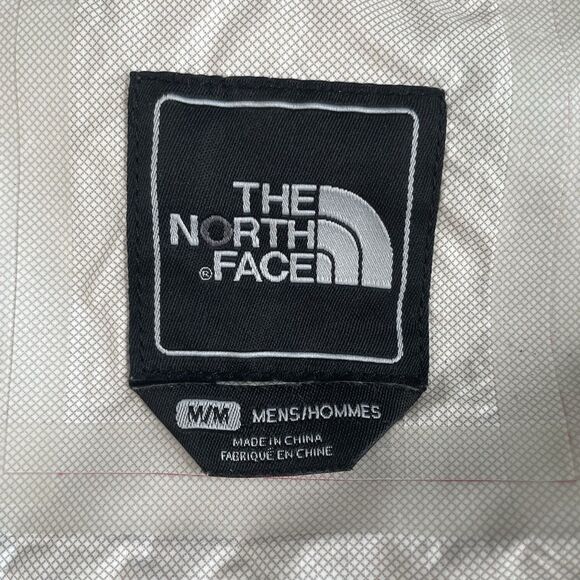 THE
NORTH
®FACE
M/M MENS/HOMMES
MADE IN CHINA
FABRIQUÉ EN CHINE